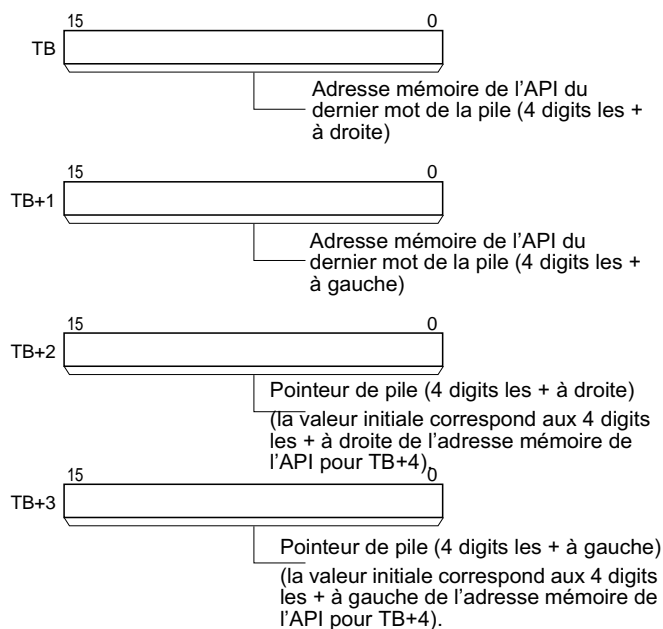 15 0
TB
Adresse mémoire de l'API du
dernier mot de la pile (4 digits les +
à droite)
15 0
TB+1
Adresse mémoire de l'API du
dernier mot de la pile (4 digits les +
à gauche)
15 0
TB+2
Pointeur de pile (4 digits les + à droite)
(la valeur initiale correspond aux 4 digits
les + à droite de l'adresse mémoire de
l'API pour TB+4).
15 0
TB+3
Pointeur de pile (4 digits les + à gauche)
(la valeur initiale correspond aux 4 digits
les + à gauche de l'adresse mémoire de
l'API pour TB+4).